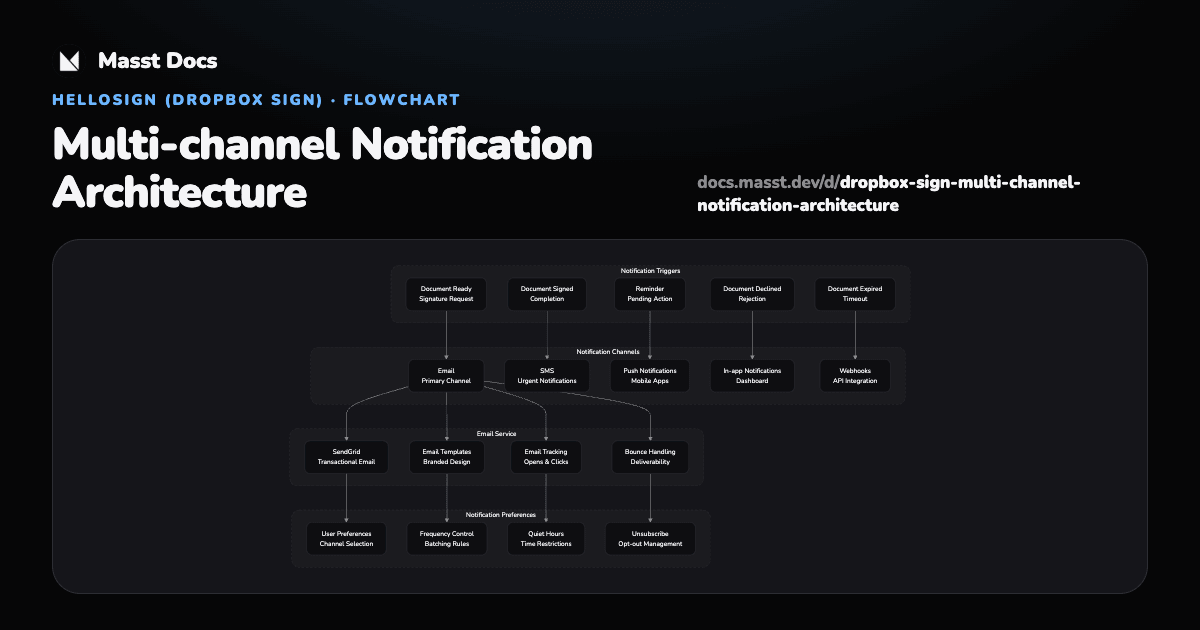 Masst Docs
HELLOSIGN (DROPBOX SIGN) · FLOWCHART
Multi-channel Notification
Architecture
docs.masst.dev/d/dropbox-sign-multi-channel-
notification-architecture
Notification Triggers
Document Ready
Signature Request
Document Signed
Completion
Reminder
Pending Action
Document Declined
Rejection
Document Expired
Timeout
Notification Channels
Email
Primary Channel
SMS
Urgent Notifications
Push Notifications
Mobile Apps
In-app Notifications
Dashboard
Webhooks
API Integration
Email Service
SendGrid
Transactional Email
Email Templates
Branded Design
Email Tracking
Opens & Clicks
Bounce Handling
Deliverability
Notification Preferences
User Preferences
Channel Selection
Frequency Control
Batching Rules
Quiet Hours
Time Restrictions
Unsubscribe
Opt-out Management